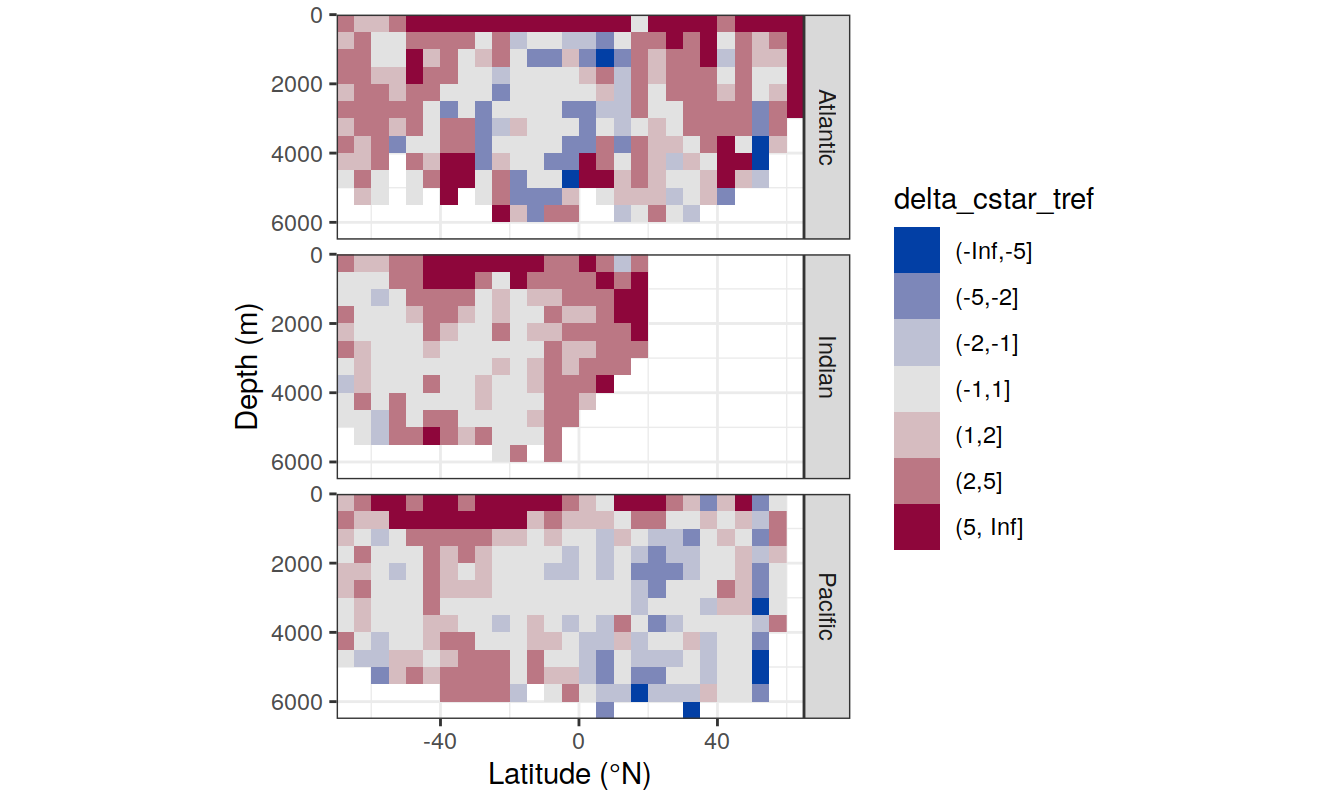 0
2000
4000
6000
Atlantic
0
2000
4000
6000
Indian
0
2000
4000
6000
Pacific
Depth (m)
-40
0
40
Latitude (°N)
delta_cstar_tref
(-Inf,-5]
(-5,-2]
(-2,-1]
(-1,1]
(1,2]
(2,5]
(5, Inf]